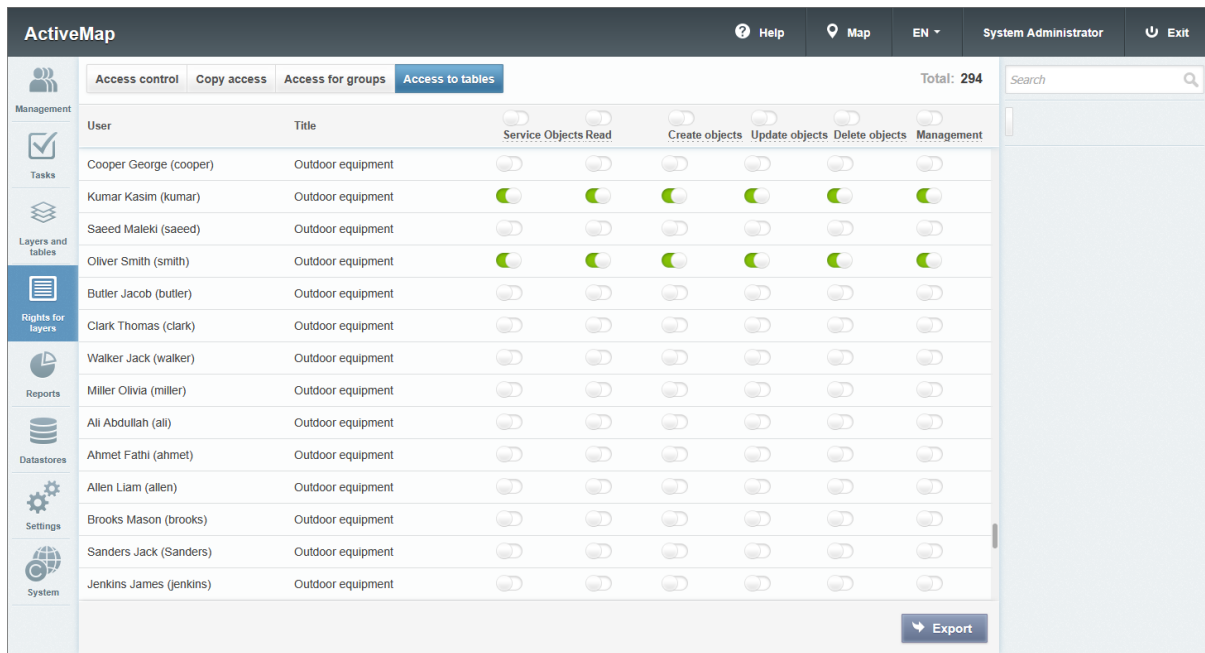 ActiveMap
Help
Map
EN
System Administrator
Exit
Management
Tasks
Layers and
tables
Rights for
layers
Reports
Datastores
Settings
System
Access control Copy access Access for groups Access to tables
Total: 294
Search
User Title Service Objects Read Create objects Update objects Delete objects Management
Cooper George (cooper) Outdoor equipment
Kumar Kasim (kumar) Outdoor equipment
Saeed Maleki (saeed) Outdoor equipment
Oliver Smith (smith) Outdoor equipment
Butler Jacob (butler) Outdoor equipment
Clark Thomas (clark) Outdoor equipment
Walker Jack (walker) Outdoor equipment
Miller Olivia (miller) Outdoor equipment
Ali Abdullah (ali) Outdoor equipment
Ahmet Fathi (ahmet) Outdoor equipment
Allen Liam (allen) Outdoor equipment
Brooks Mason (brooks) Outdoor equipment
Sanders Jack (Sanders) Outdoor equipment
Jenkins James (jenkins) Outdoor equipment
Export